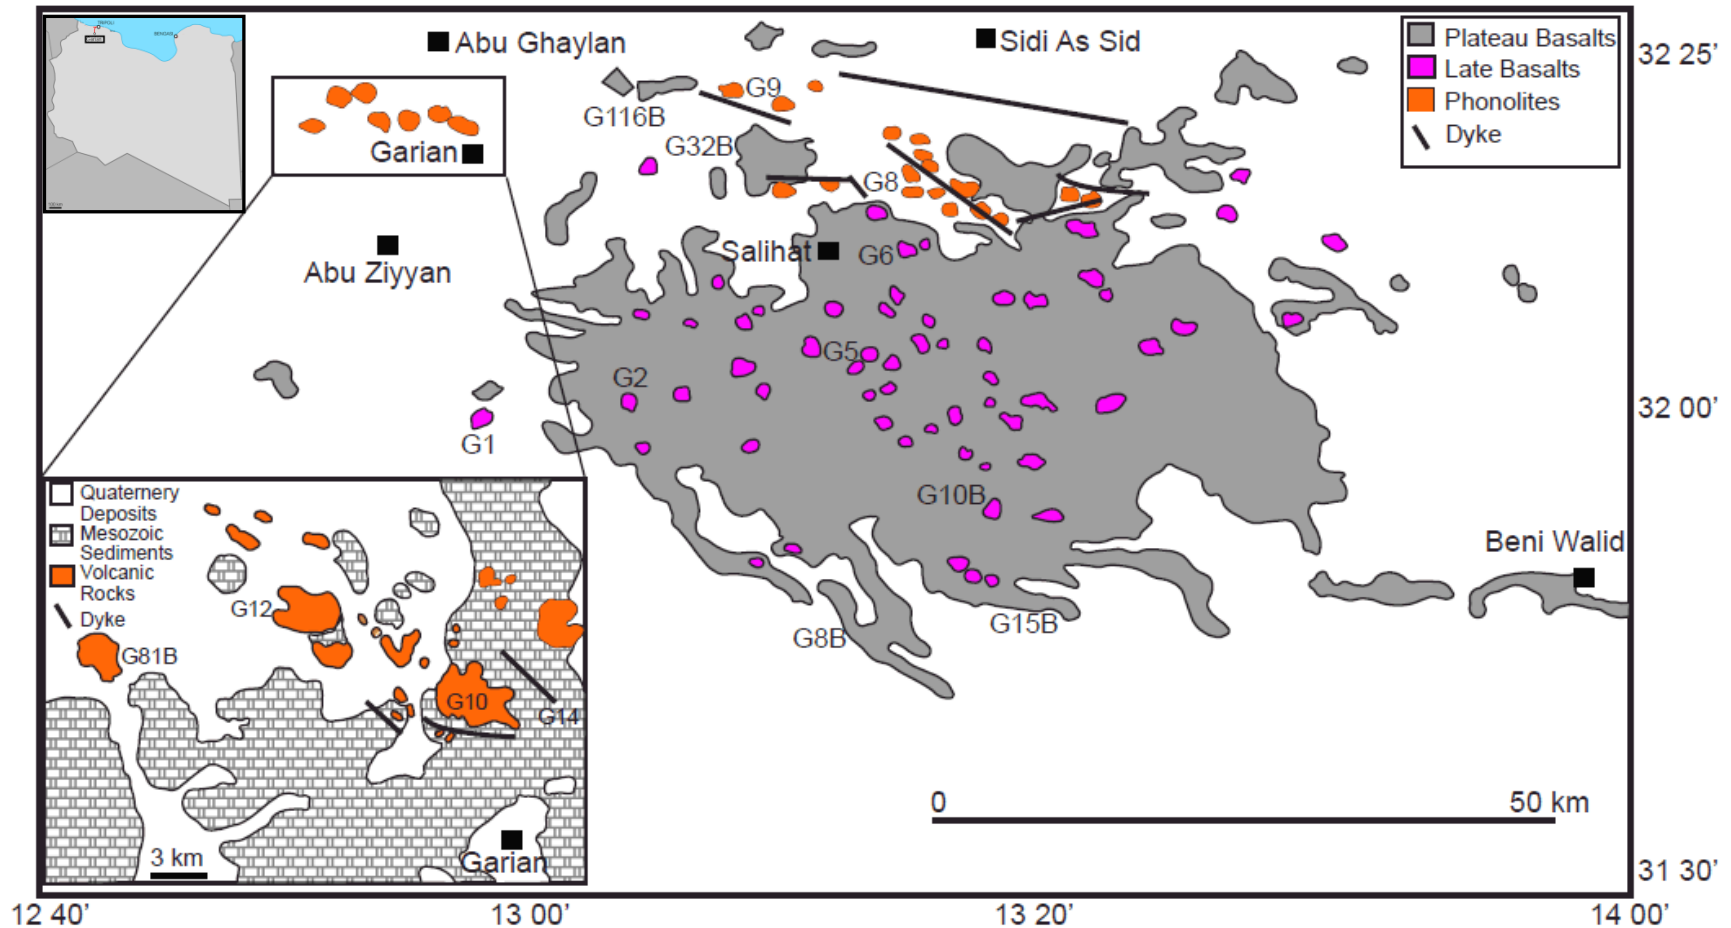 TRIPOLI
BENGASI
Abu Ghaylan
Sidi As Sid
Plateau Basalts
Late Basalts
Phonolites
Dyke
32 25’
G9
G116B
Garian
G32B
G8
Salihat
G6
Abu Ziyyan
G5
G2
32 00’
G1
G10B
Beni Walid
G15B
G8B
Quaternery
Deposits
Mesozoic
Sediments
Volcanic
Rocks
Dyke
G12
G81B
G10
G14
3 km
Garian
0
50 km
31 30’
12 40’
13 00’
13 20’
14 00’